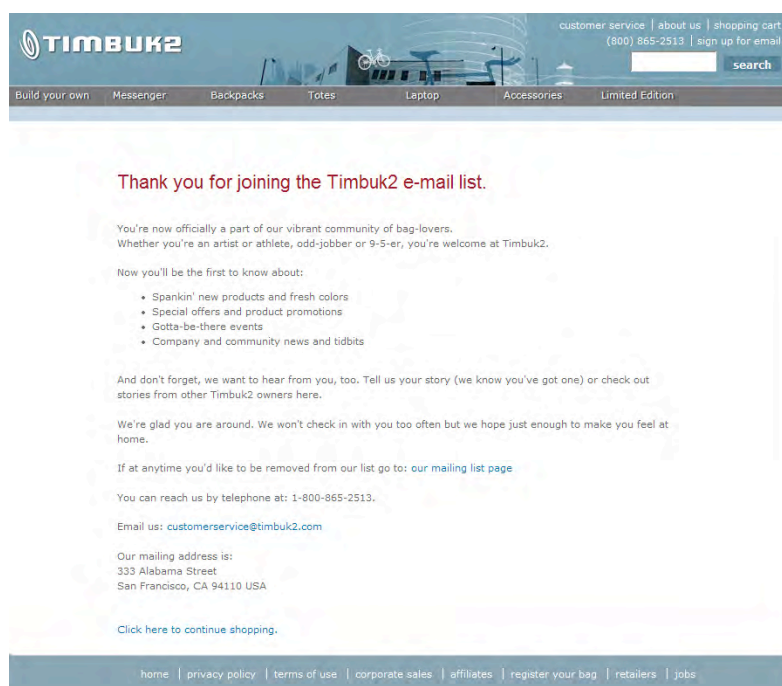 customer service | about us | shopping cart
TIMBUK2
(800) 865-2513 | sign up for email
search
Build your own Messenger Backpacks Totes Laptop Accessories Limited Edition
Thank you for joining the Timbuk2 e-mail list.
You're now officially a part of our vibrant community of bag-lovers.
Whether you're an artist or athlete, odd-jobber or 9-5-er, you're welcome at Timbuk2.
Now you'll be the first to know about:
• Spankin' new products and fresh colors
• Special offers and product promotions
• Gotta-be-there events
• Company and community news and tidbits
And don't forget, we want to hear from you, too. Tell us your story (we know you've got one) or check out
stories from other Timbuk2 owners here.
We're glad you are around. We won't check in with you too often but we hope just enough to make you feel at
home.
If at anytime you'd like to be removed from our list go to: our mailing list page
You can reach us by telephone at: 1-800-865-2513.
Email us: customerservice@timbuk2.com
Our mailing address is:
333 Alabama Street
San Francisco, CA 94110 USA
Click here to continue shopping.
home | privacy policy | terms of use | corporate sales | affiliates | register your bag | retailers | jobs